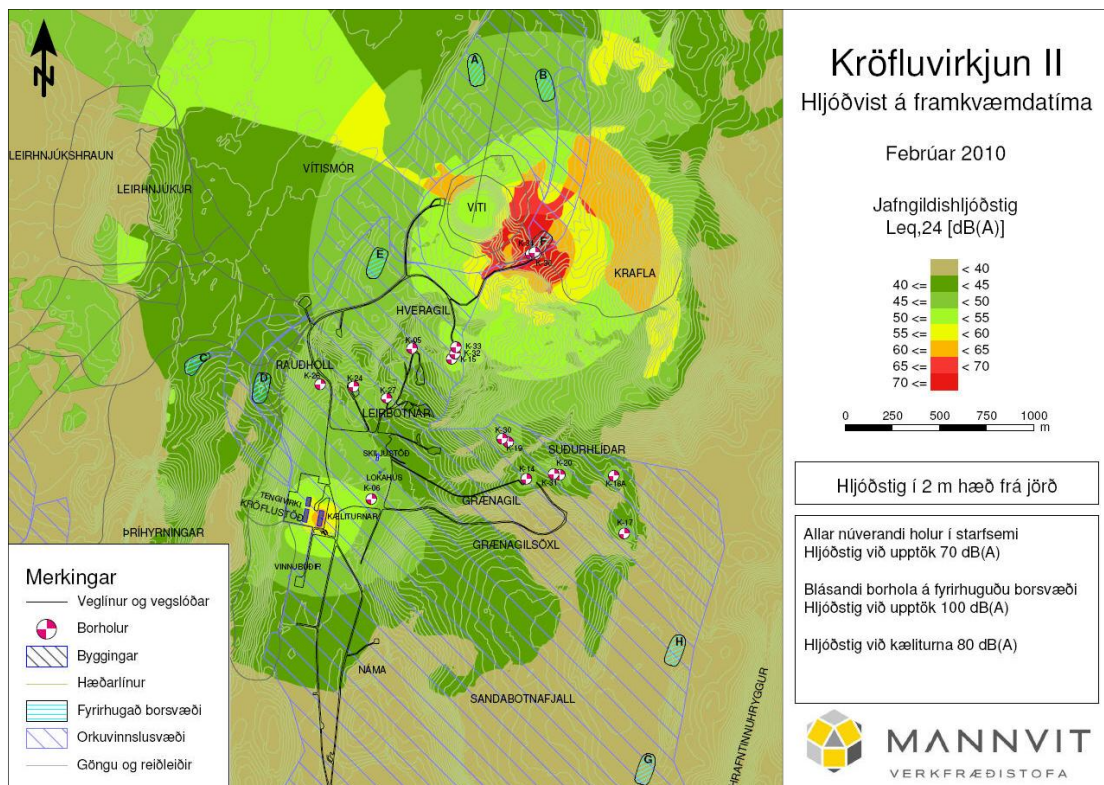 Kröfluvirkjun II
Hljóðvist á framkvæmdatíma
Febrúar 2010
Jafngildishljóðstig
Leq,24 [dB(A)]
< 40
40 <= < 45
45 <= < 50
50 <= < 55
55 <= < 60
60 <= < 65
65 <= < 70
70 <=
0 250 500 750 1000
m
Hljóðstig í 2 m hæð frá jörð
Allar núverandi holur í starfsemi
Hljóðstig við upptök 70 dB(A)
Blásandi borhola á fyrirhuguðu borsvæði
Hljóðstig við upptök 100 dB(A)
Hljóðstig við kæliturna 80 dB(A)
MANNVIT
VERKFRÆÐISTOFA
N
A
B
LEIRHNJÚKSHRAUN
LEIRHNJÚKUR
VÍTISMÓR
VÍTI
F
E
KRAFLA
HVERAGIL
K-05
K-33
K-32
K-15
C
D
RAUÐHÓLL
K-26
K-24
K-27
LEIRBOTNAR
K-30
K-19
SUÐURHLÍÐAR
SKILJUSTÖÐ
LOKAHUS
K-14
K-20
K-31
K-18A
K-06
GRÆNAGIL
TENGIVIRKI
KRÖFLUSTÖÐ
KÆLITURNAR
K-17
GRÆNAGILSÖXL
ÞRÍHYRNINGAR
VINNUBÚÐIR
H
NÁMA
SANDABOTNAFJALL
HRAFNTINNUHRYGGUR
G
Merkingar
Veglínur og vegslóðar
Borholur
Byggingar
Hæðarlínur
Fyrirhugað borsvæði
Orkuvinnslusvæði
Göngu og reiðleiðir